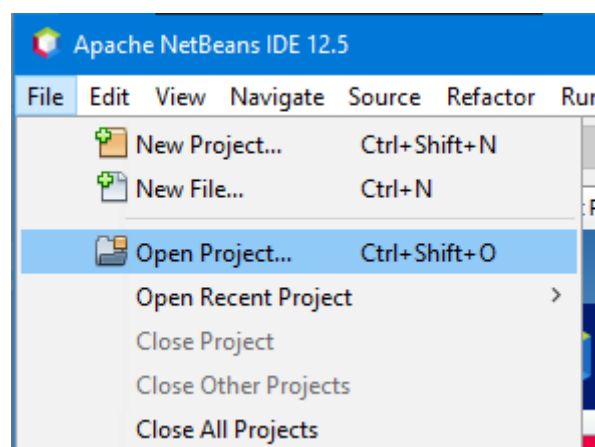 Apache NetBeans IDE 12.5
File Edit View Navigate Source Refactor
New Project... Ctrl+Shift+N
New File... Ctrl+N
Open Project... Ctrl+Shift+O
Open Recent Project
Close Project
Close Other Projects
Close All Projects